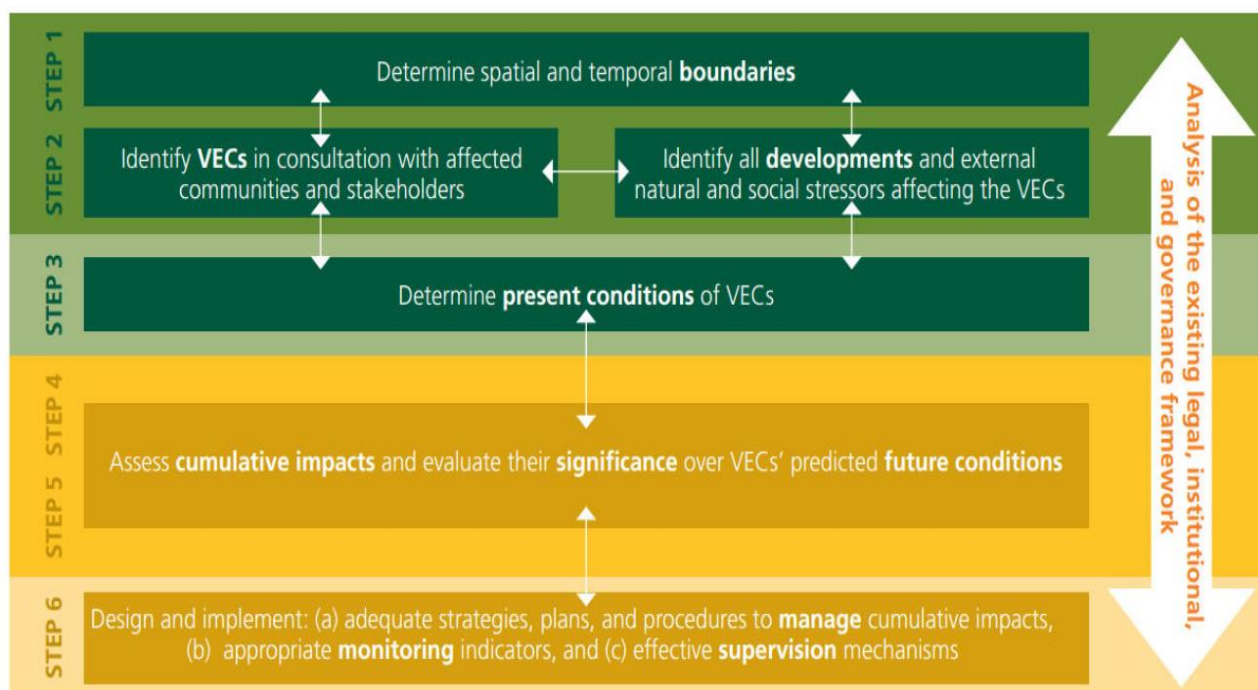 STEP 1
Determine spatial and temporal boundaries
STEP 2
Identify VECs in consultation with affected
communities and stakeholders
Identify all developments and external
natural and social stressors affecting the VECs
STEP 3
Determine present conditions of VECs
STEP 4
STEP 5
Assess cumulative impacts and evaluate their significance over VECs’ predicted future conditions
STEP 6
Design and implement: (a) adequate strategies, plans, and procedures to manage cumulative impacts,
(b) appropriate monitoring indicators, and (c) effective supervision mechanisms
Analysis of the existing legal, institutional,
and governance framework